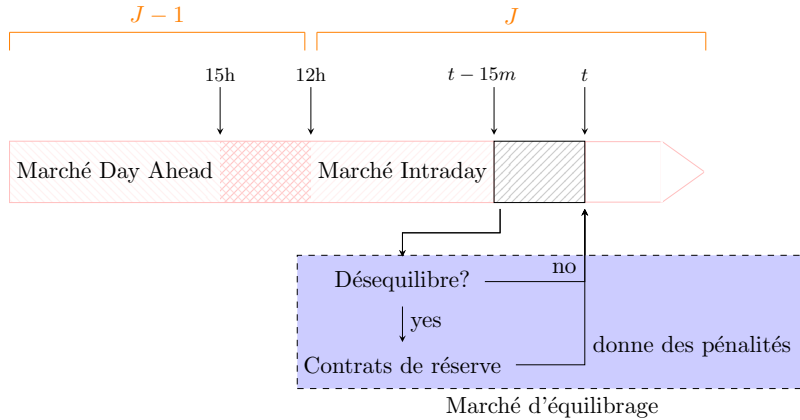 J − 1
J
15h
12h
t − 15m
t
Marché Day Ahead
Marché Intraday
Désequilibre?
no
yes
donne des pénalités
Contrats de réserve
Marché d'équilibrage